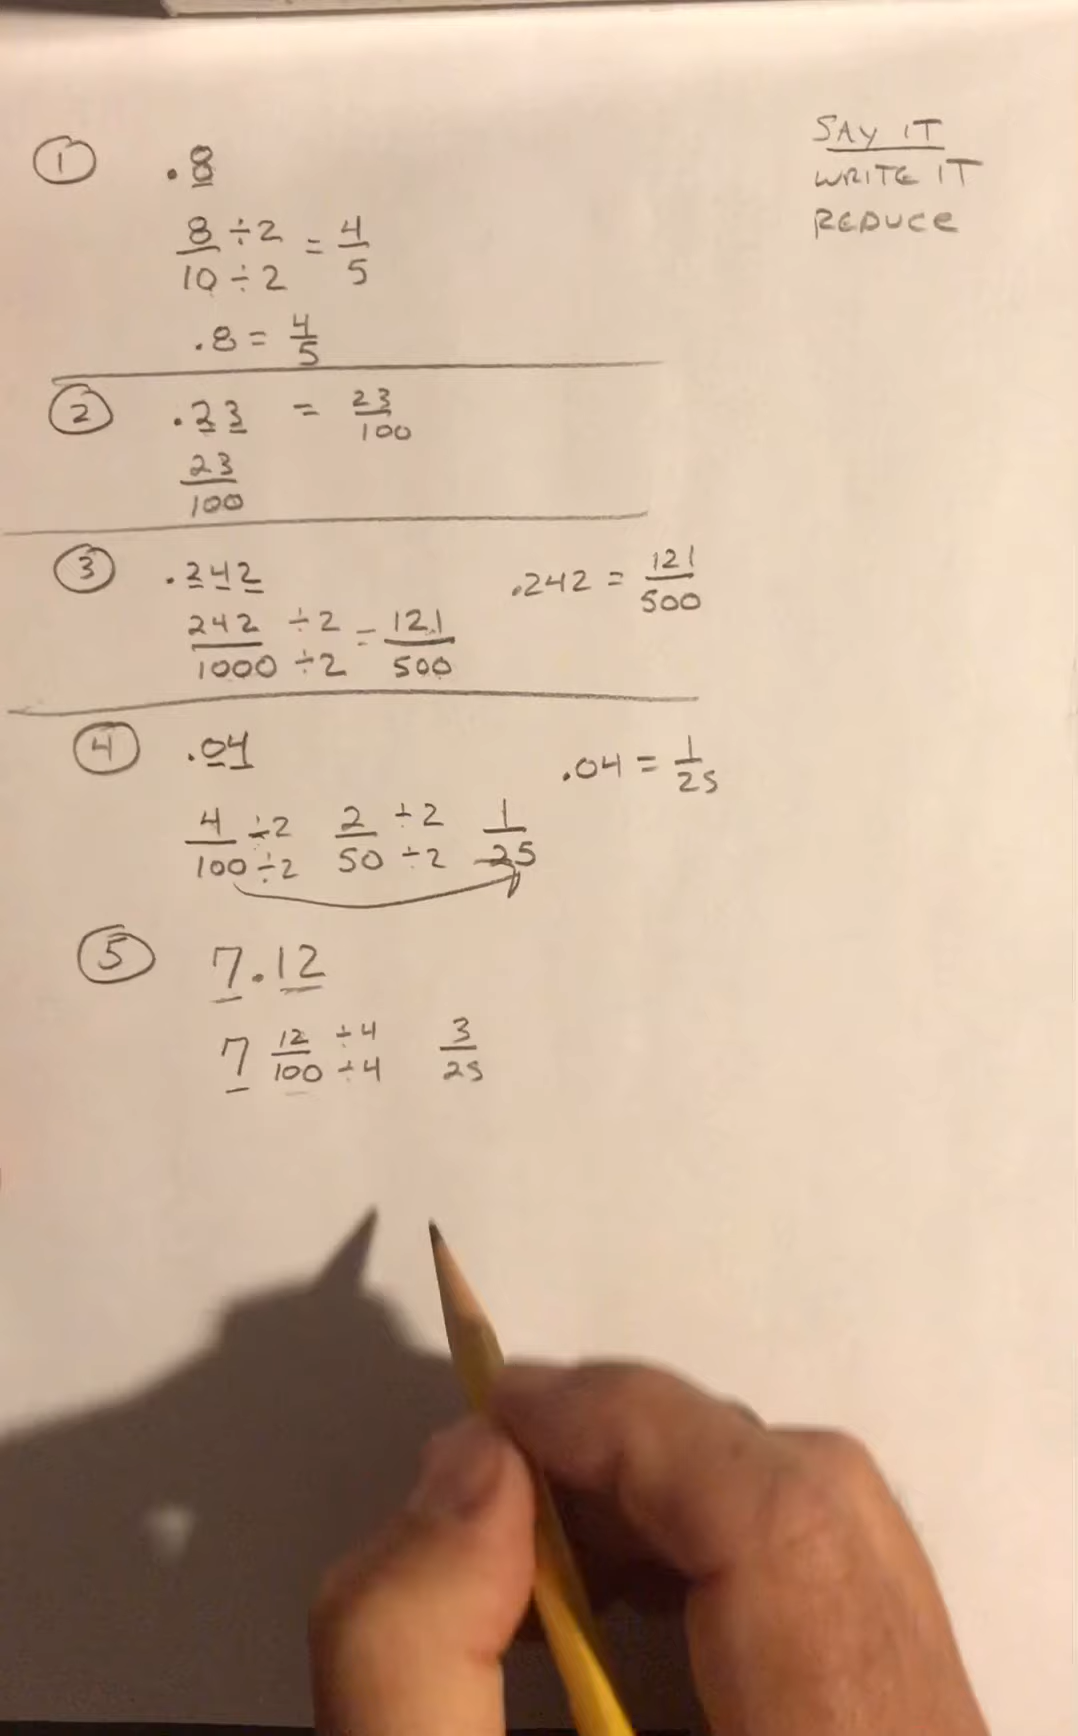 SAY IT
WRITE IT
REDUCE
① .8
8 ÷2 = 4
10 ÷2 5
.8 = 4/5
② .23 = 23/100
23
100
③ .242 .242 = 121/500
242 ÷2 = 121
1000 ÷2 500
④ .04 .04 = 1/25
4 ÷2 2 ÷2 1
100 ÷2 50 ÷2 25
⑤ 7.12
7 12 ÷4 3
100 ÷4 25